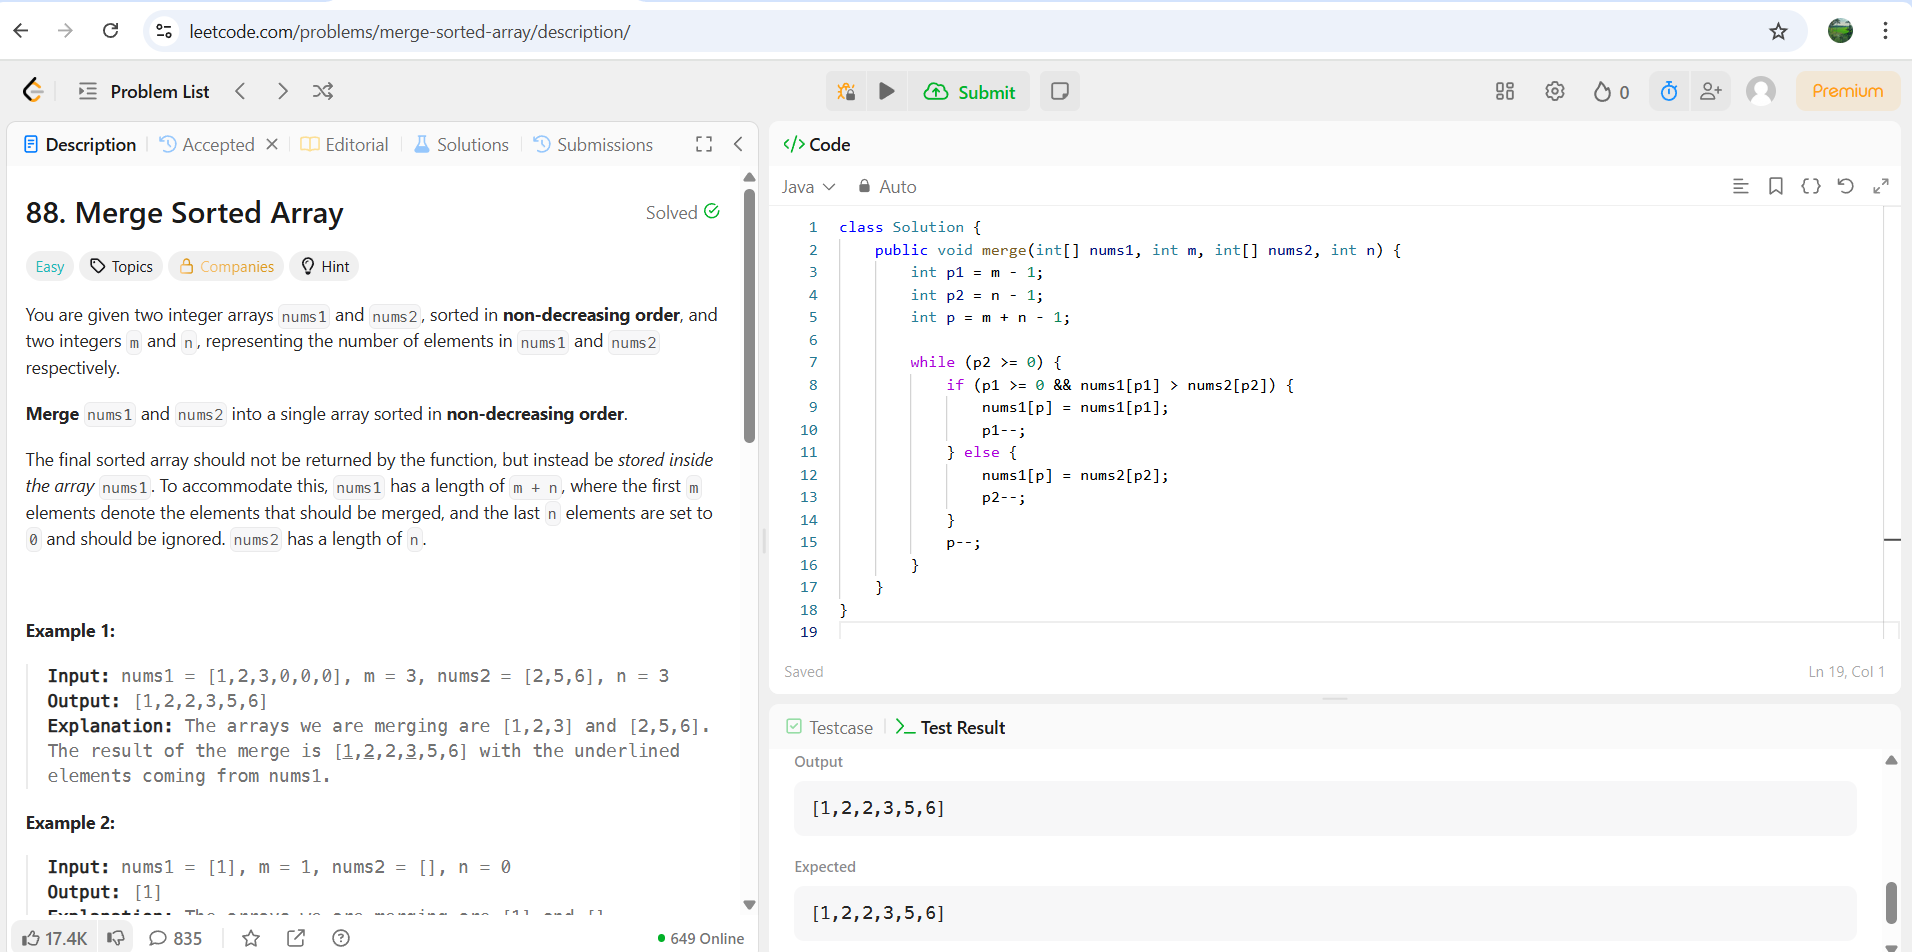 leetcode.com/problems/merge-sorted-array/description/
Problem List
Submit
0
Premium
Description
Accepted
Editorial
Solutions
Submissions
88. Merge Sorted Array
Solved
Easy
Topics
Companies
Hint
You are given two integer arrays nums1 and nums2, sorted in non-decreasing order, and
two integers m and n, representing the number of elements in nums1 and nums2
respectively.
Merge nums1 and nums2 into a single array sorted in non-decreasing order.
The final sorted array should not be returned by the function, but instead be stored inside
the array nums1. To accommodate this, nums1 has a length of m + n, where the first m
elements denote the elements that should be merged, and the last n elements are set to
0 and should be ignored. nums2 has a length of n.
Example 1:
Input: nums1 = [1,2,3,0,0,0], m = 3, nums2 = [2,5,6], n = 3
Output: [1,2,2,3,5,6]
Explanation: The arrays we are merging are [1,2,3] and [2,5,6].
The result of the merge is [1,2,2,3,5,6] with the underlined
elements coming from nums1.
Example 2:
Input: nums1 = [1], m = 1, nums2 = [], n = 0
Output: [1]
Explanation: The arrays we are merging are [1] and [].
17.4K
835
649 Online
</> Code
Java
Auto
1 class Solution {
2 public void merge(int[] nums1, int m, int[] nums2, int n) {
3 int p1 = m - 1;
4 int p2 = n - 1;
5 int p = m + n - 1;
6
7 while (p2 >= 0) {
8 if (p1 >= 0 && nums1[p1] > nums2[p2]) {
9 nums1[p] = nums1[p1];
10 p1--;
11 } else {
12 nums1[p] = nums2[p2];
13 p2--;
14 }
15 p--;
16 }
17 }
18 }
19
Saved
Ln 19, Col 1
Testcase
Test Result
Output
[1,2,2,3,5,6]
Expected
[1,2,2,3,5,6]